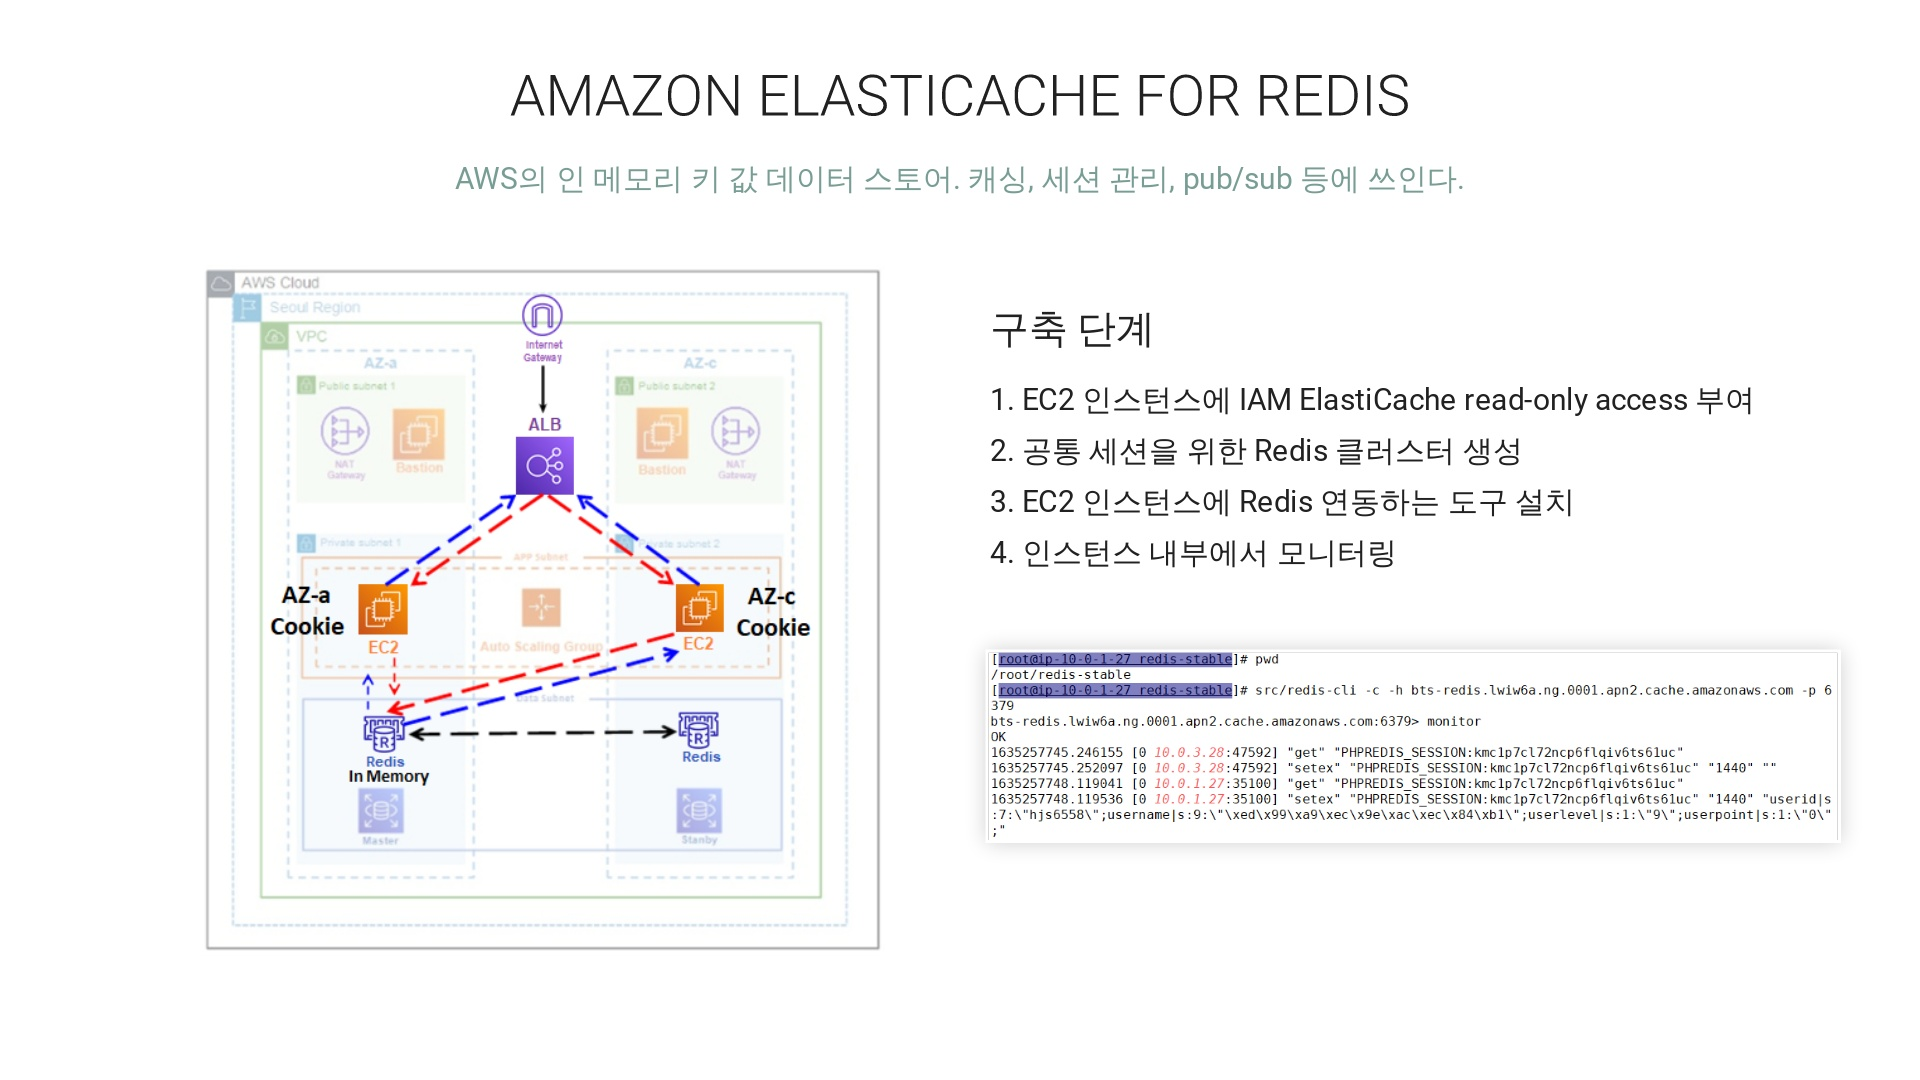 AMAZON ELASTICACHE FOR REDIS
AWS의 인 메모리 키 값 데이터 스토어. 캐싱, 세션 관리, pub/sub 등에 쓰인다.
AWS Cloud
Seoul Region
VPC
Internet
Gateway
AZ-a
AZ-c
Public subnet 1
Public subnet 2
ALB
NAT
Gateway
Bastion
Bastion
NAT
Gateway
Private subnet 1
Private subnet 2
APP Subnet
AZ-a
Cookie
EC2
Auto Scaling Group
EC2
AZ-c
Cookie
Data Subnet
Redis
In Memory
Redis
Master
Stanby
구축 단계
1. EC2 인스턴스에 IAM ElastiCache read-only access 부여
2. 공통 세션을 위한 Redis 클러스터 생성
3. EC2 인스턴스에 Redis 연동하는 도구 설치
4. 인스턴스 내부에서 모니터링
[root@ip-10-0-1-27 redis-stable]# pwd
/root/redis-stable
[root@ip-10-0-1-27 redis-stable]# src/redis-cli -c -h bts-redis.lwiw6a.ng.0001.apn2.cache.amazonaws.com -p 6
379
bts-redis.lwiw6a.ng.0001.apn2.cache.amazonaws.com:6379> monitor
OK
1635257745.246155 [0 10.0.3.28:47592] "get" "PHPREDIS_SESSION:kmc1p7cl72ncp6flqiv6ts61uc"
1635257745.252097 [0 10.0.3.28:47592] "setex" "PHPREDIS_SESSION:kmc1p7cl72ncp6flqiv6ts61uc" "1440" ""
1635257748.119041 [0 10.0.1.27:35100] "get" "PHPREDIS_SESSION:kmc1p7cl72ncp6flqiv6ts61uc"
1635257748.119536 [0 10.0.1.27:35100] "setex" "PHPREDIS_SESSION:kmc1p7cl72ncp6flqiv6ts61uc" "1440" "userid|s
:7:\"hjs6558\";username|s:9:\"\xed\x99\xa9\xec\x9e\xac\xec\x84\xb1\";userlevel|s:1:\"9\";userpoint|s:1:\"0\"
;"